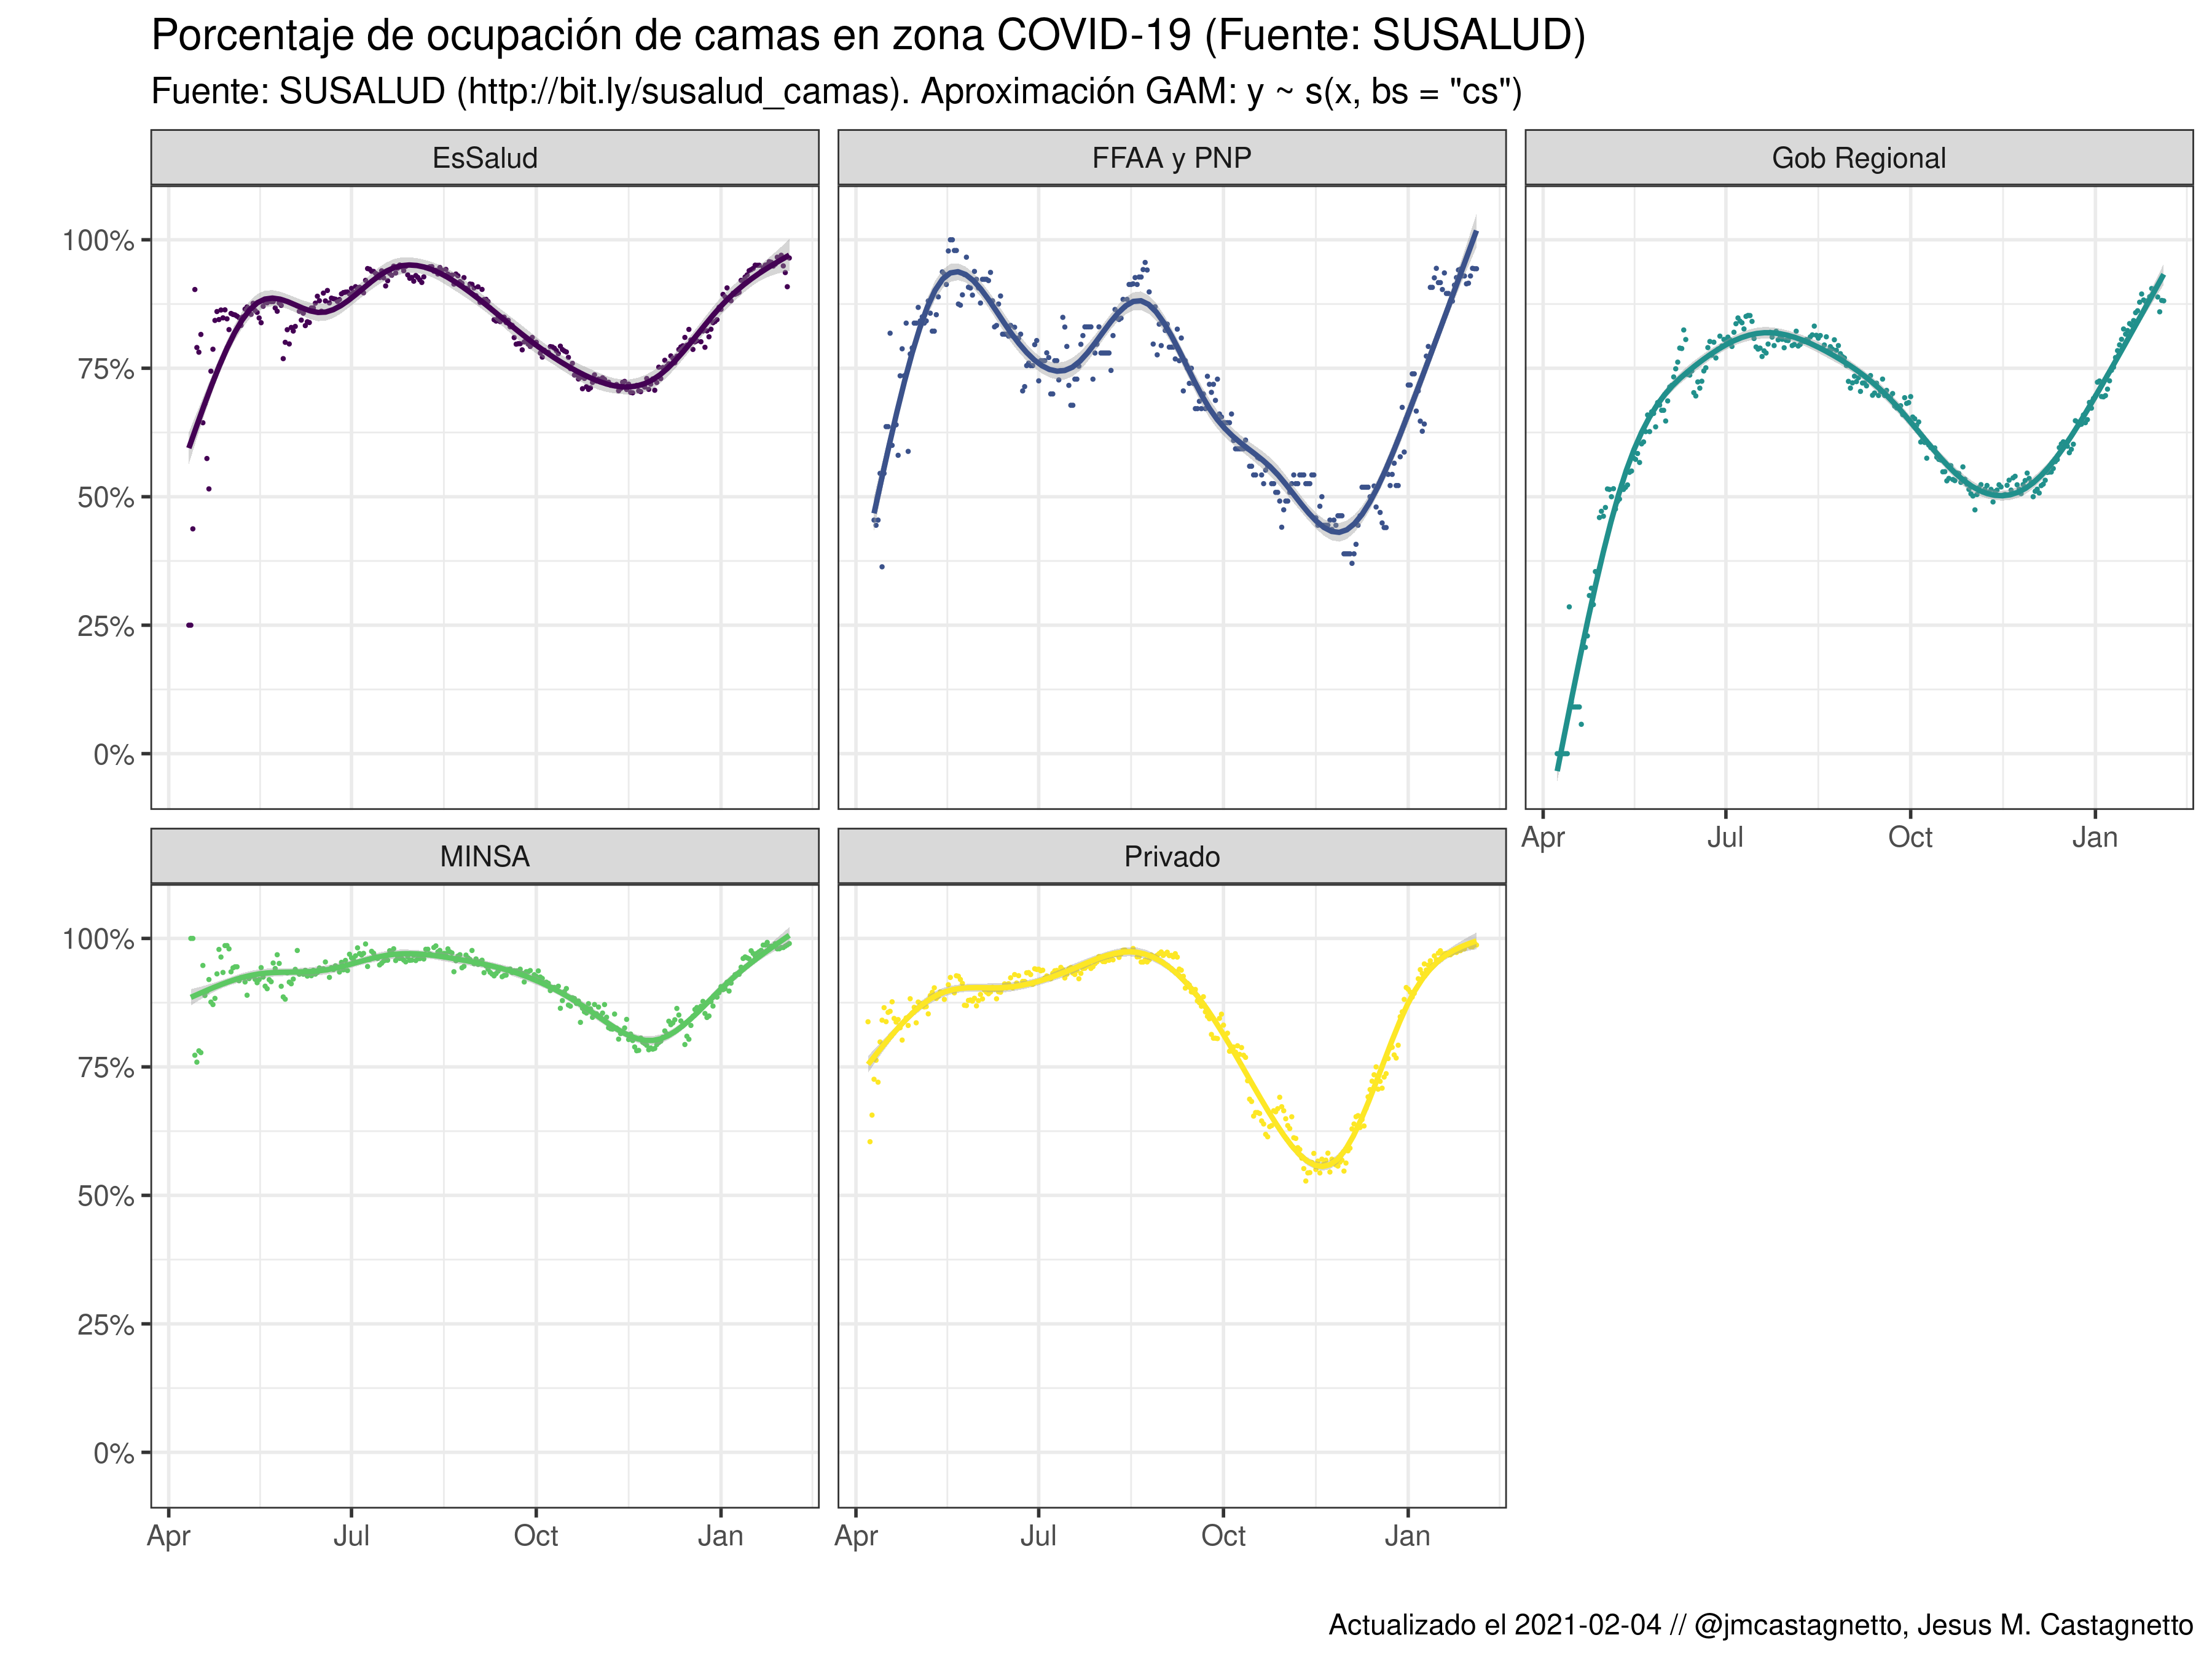 Porcentaje de ocupación de camas en zona COVID-19 (Fuente: SUSALUD)
Fuente: SUSALUD (http://bit.ly/susalud_camas). Aproximación GAM: y ~ s(x, bs = "cs")
EsSalud
FFAA y PNP
Gob Regional
100%
75%
50%
25%
0%
Apr Jul Oct Jan
MINSA
Privado
100%
75%
50%
25%
0%
Apr Jul Oct Jan
Apr Jul Oct Jan
Actualizado el 2021-02-04 // @jmcastagnetto, Jesus M. Castagnetto